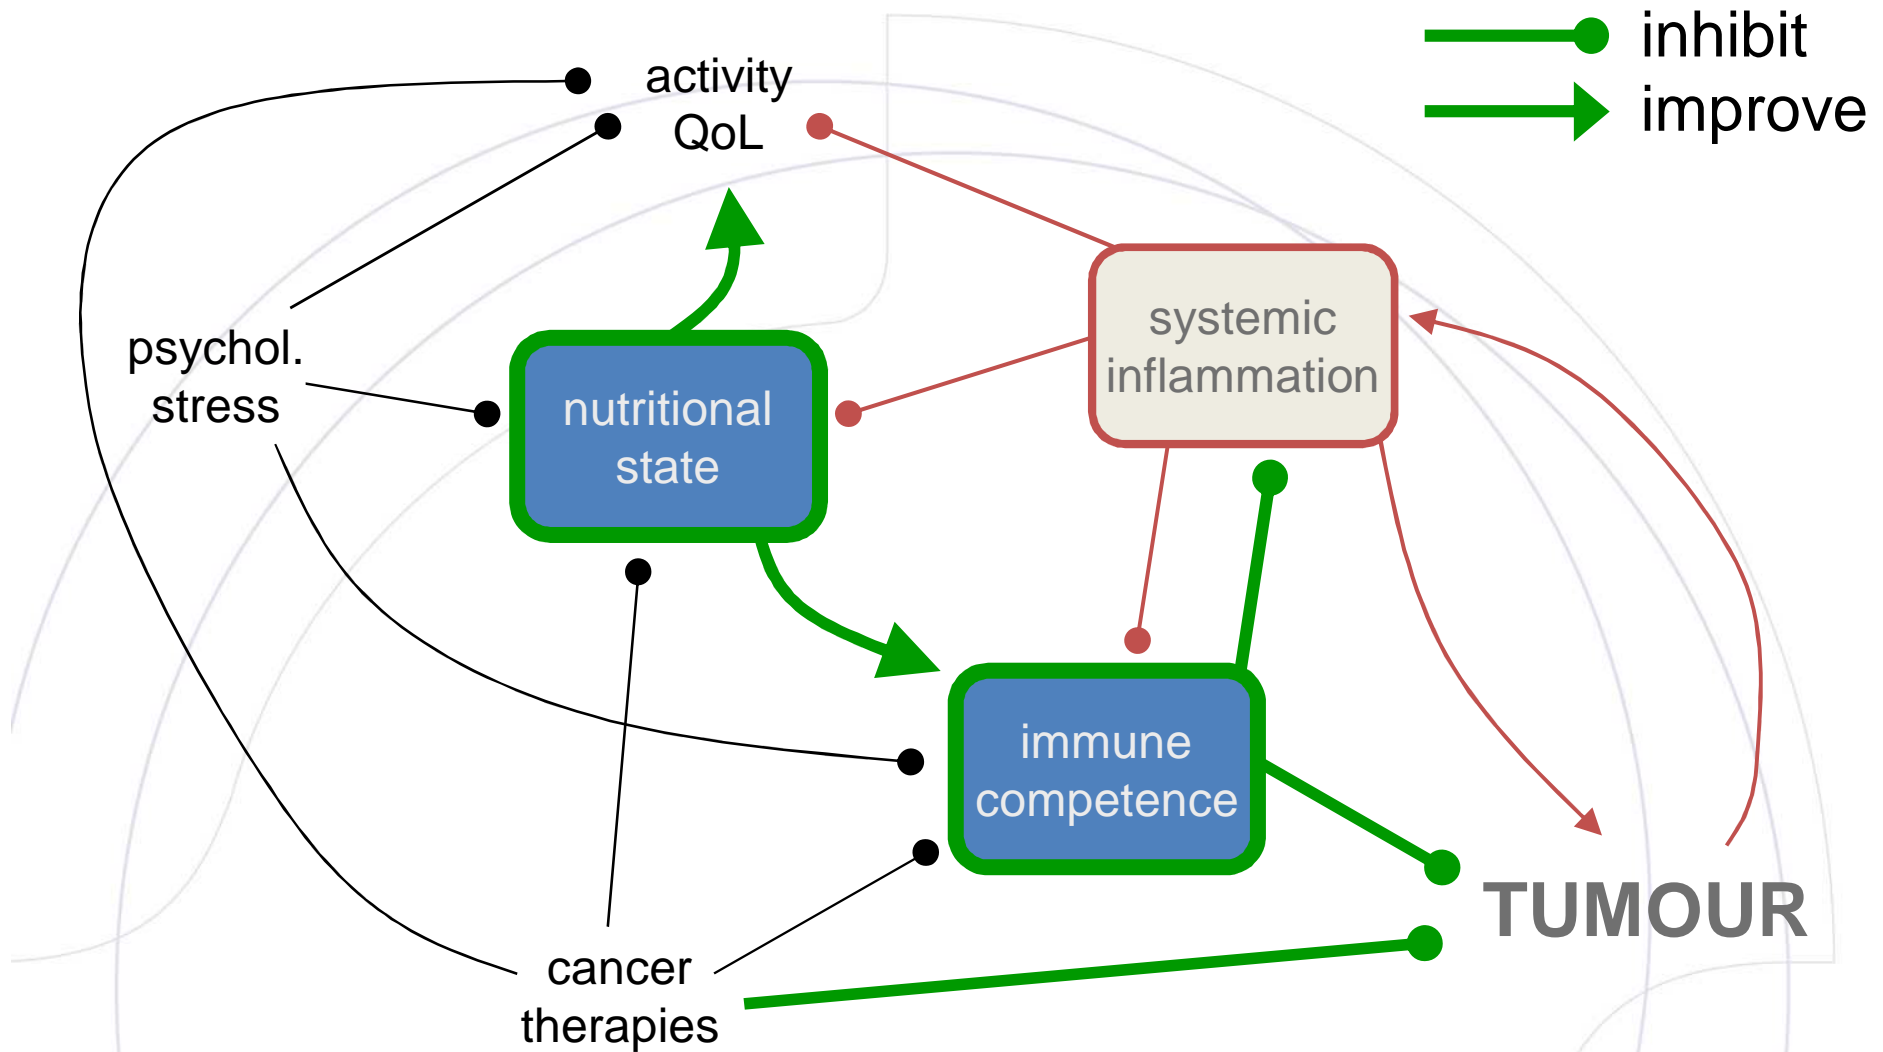 inhibit
improve
activity
QoL
systemic
inflammation
psychol.
stress
nutritional
state
immune
competence
TUMOUR
cancer
therapies